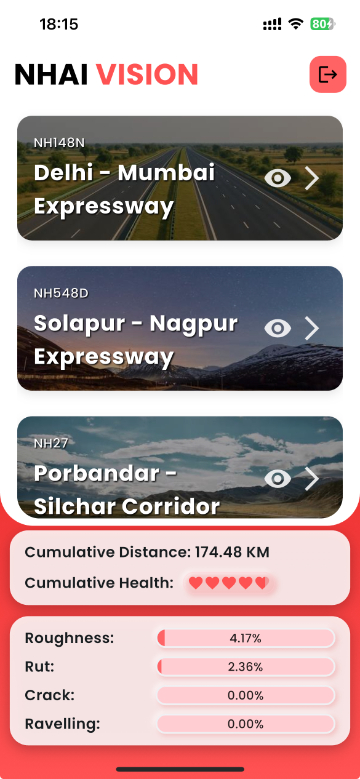 18:15
80
NHAI VISION
NH148N
Delhi - Mumbai
Expressway
NH548D
Solapur - Nagpur
Expressway
NH27
Porbandar -
Silchar Corridor
Cumulative Distance: 174.48 KM
Cumulative Health:
Roughness: 4.17%
Rut: 2.36%
Crack: 0.00%
Ravelling: 0.00%